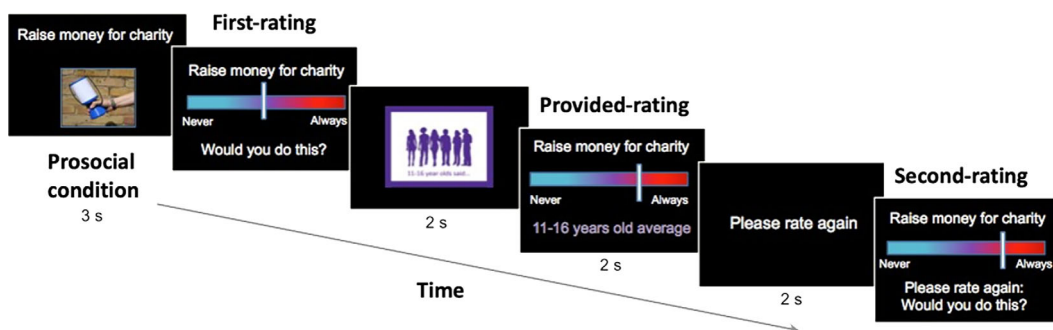 Raise money for charity
Prosocial
condition
3 s
First-rating
Raise money for charity
Never Always
Would you do this?
11-16 year olds said...
2 s
Provided-rating
Raise money for charity
Never Always
11-16 years old average
2 s
Please rate again
2 s
Second-rating
Raise money for charity
Never Always
Please rate again:
Would you do this?
Time